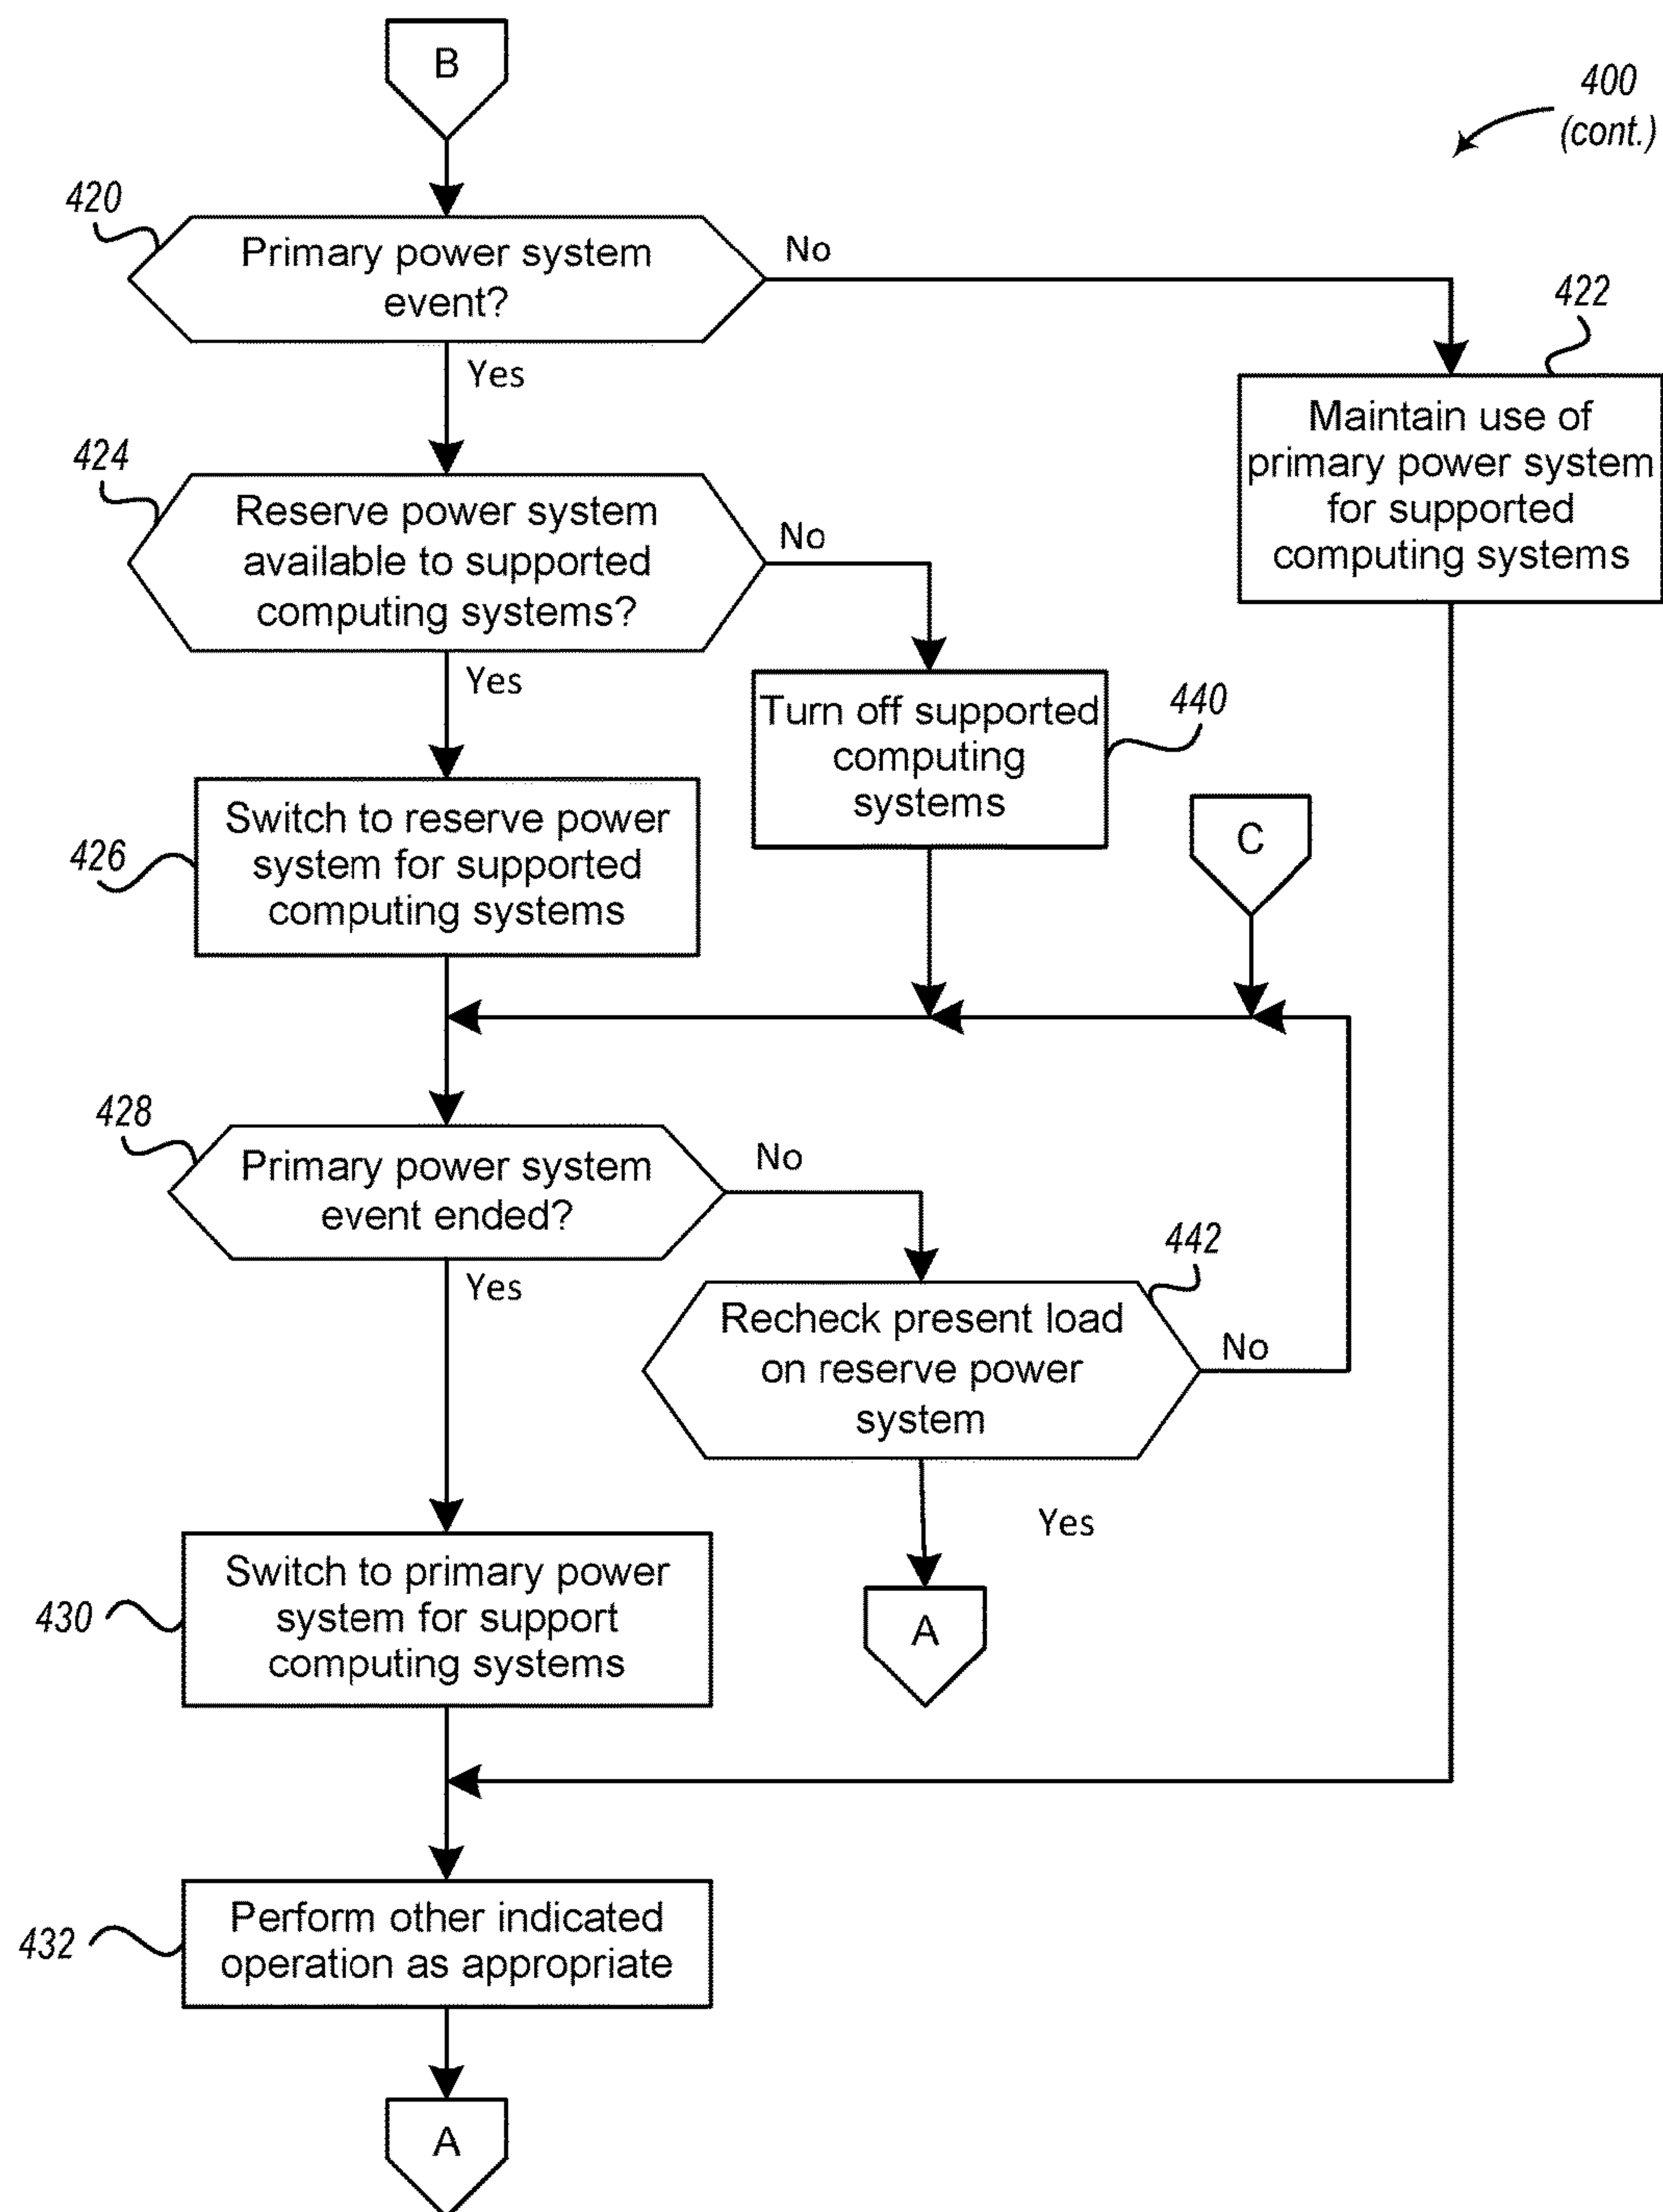 B
400
(cont.)
420
Primary power system
event?
No
Yes
422
Maintain use of
primary power system
for supported
computing systems
424
Reserve power system
available to supported
computing systems?
No
Yes
Turn off supported
computing
systems
440
C
426
Switch to reserve power
system for supported
computing systems
428
Primary power system
event ended?
No
Yes
442
Recheck present load
on reserve power
system
No
Yes
A
430
Switch to primary power
system for support
computing systems
432
Perform other indicated
operation as appropriate
A